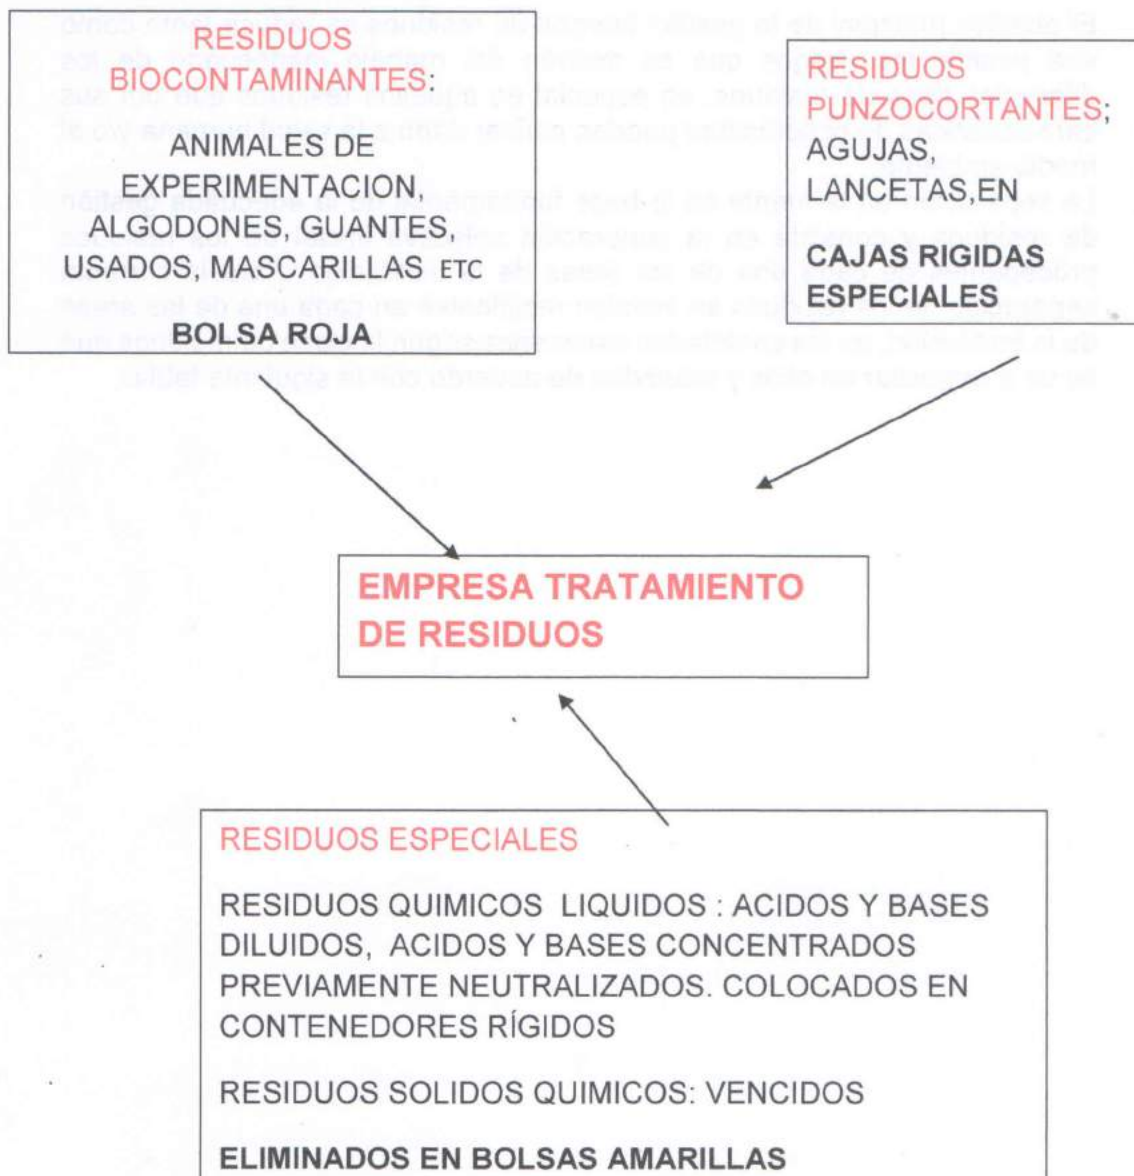 RESIDUOS
BIOCONTAMINANTES:
ANIMALES DE
EXPERIMENTACION,
ALGODONES, GUANTES,
USADOS, MASCARILLAS ETC
BOLSA ROJA
RESIDUOS
PUNZOCORTANTES;
AGUJAS,
LANCETAS,EN
CAJAS RIGIDAS
ESPECIALES
EMPRESA TRATAMIENTO
DE RESIDUOS
RESIDUOS ESPECIALES
RESIDUOS QUIMICOS LIQUIDOS : ACIDOS Y BASES
DILUIDOS, ACIDOS Y BASES CONCENTRADOS
PREVIAMENTE NEUTRALIZADOS. COLOCADOS EN
CONTENEDORES RÍGIDOS
RESIDUOS SOLIDOS QUIMICOS: VENCIDOS
ELIMINADOS EN BOLSAS AMARILLAS